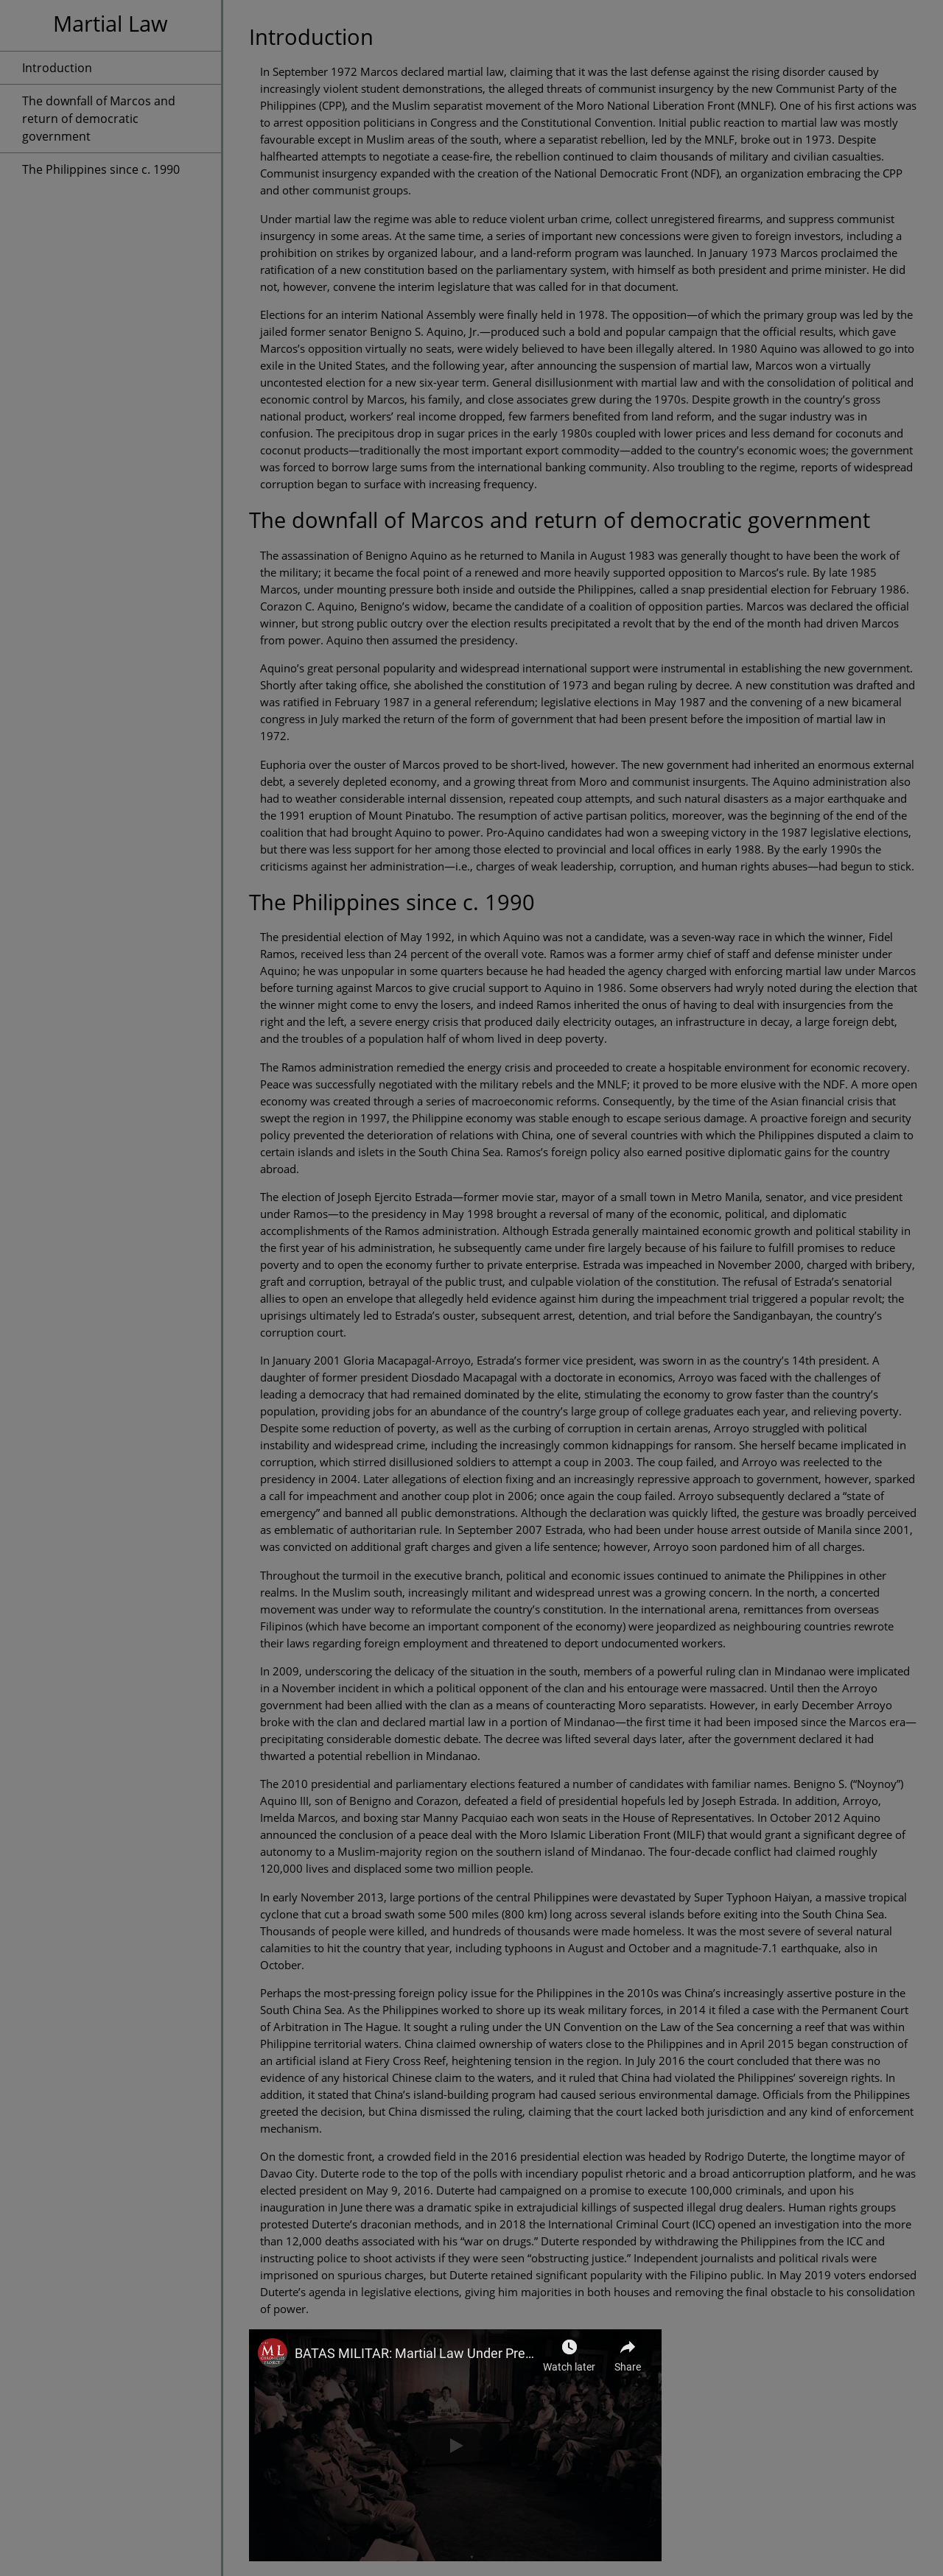 Martial Law
Introduction
The downfall of Marcos and
return of democratic
government
The Philippines since c. 1990
Introduction
In September 1972 Marcos declared martial law, claiming that it was the last defense against the rising disorder caused by
increasingly violent student demonstrations, the alleged threats of communist insurgency by the new Communist Party of the
Philippines (CPP), and the Muslim separatist movement of the Moro National Liberation Front (MNLF). One of his first actions was
to arrest opposition politicians in Congress and the Constitutional Convention. Initial public reaction to martial law was mostly
favourable except in Muslim areas of the south, where a separatist rebellion, led by the MNLF, broke out in 1973. Despite
halfhearted attempts to negotiate a cease-fire, the rebellion continued to claim thousands of military and civilian casualties.
Communist insurgency expanded with the creation of the National Democratic Front (NDF), an organization embracing the CPP
and other communist groups.
Under martial law the regime was able to reduce violent urban crime, collect unregistered firearms, and suppress communist
insurgency in some areas. At the same time, a series of important new concessions were given to foreign investors, including a
prohibition on strikes by organized labour, and a land-reform program was launched. In January 1973 Marcos proclaimed the
ratification of a new constitution based on the parliamentary system, with himself as both president and prime minister. He did
not, however, convene the interim legislature that was called for in that document.
Elections for an interim National Assembly were finally held in 1978. The opposition—of which the primary group was led by the
jailed former senator Benigno S. Aquino, Jr.—produced such a bold and popular campaign that the official results, which gave
Marcos’s opposition virtually no seats, were widely believed to have been illegally altered. In 1980 Aquino was allowed to go into
exile in the United States, and the following year, after announcing the suspension of martial law, Marcos won a virtually
uncontested election for a new six-year term. General disillusionment with martial law and with the consolidation of political and
economic control by Marcos, his family, and close associates grew during the 1970s. Despite growth in the country’s gross
national product, workers’ real income dropped, few farmers benefited from land reform, and the sugar industry was in
confusion. The precipitous drop in sugar prices in the early 1980s coupled with lower prices and less demand for coconuts and
coconut products—traditionally the most important export commodity—added to the country’s economic woes; the government
was forced to borrow large sums from the international banking community. Also troubling to the regime, reports of widespread
corruption began to surface with increasing frequency.
The downfall of Marcos and return of democratic government
The assassination of Benigno Aquino as he returned to Manila in August 1983 was generally thought to have been the work of
the military; it became the focal point of a renewed and more heavily supported opposition to Marcos’s rule. By late 1985
Marcos, under mounting pressure both inside and outside the Philippines, called a snap presidential election for February 1986.
Corazon C. Aquino, Benigno’s widow, became the candidate of a coalition of opposition parties. Marcos was declared the official
winner, but strong public outcry over the election results precipitated a revolt that by the end of the month had driven Marcos
from power. Aquino then assumed the presidency.
Aquino’s great personal popularity and widespread international support were instrumental in establishing the new government.
Shortly after taking office, she abolished the constitution of 1973 and began ruling by decree. A new constitution was drafted and
was ratified in February 1987 in a general referendum; legislative elections in May 1987 and the convening of a new bicameral
congress in July marked the return of the form of government that had been present before the imposition of martial law in
1972.
Euphoria over the ouster of Marcos proved to be short-lived, however. The new government had inherited an enormous external
debt, a severely depleted economy, and a growing threat from Moro and communist insurgents. The Aquino administration also
had to weather considerable internal dissension, repeated coup attempts, and such natural disasters as a major earthquake and
the 1991 eruption of Mount Pinatubo. The resumption of active partisan politics, moreover, was the beginning of the end of the
coalition that had brought Aquino to power. Pro-Aquino candidates had won a sweeping victory in the 1987 legislative elections,
but there was less support for her among those elected to provincial and local offices in early 1988. By the early 1990s the
criticisms against her administration—i.e., charges of weak leadership, corruption, and human rights abuses—had begun to stick.
The Philippines since c. 1990
The presidential election of May 1992, in which Aquino was not a candidate, was a seven-way race in which the winner, Fidel
Ramos, received less than 24 percent of the overall vote. Ramos was a former army chief of staff and defense minister under
Aquino; he was unpopular in some quarters because he had headed the agency charged with enforcing martial law under Marcos
before turning against Marcos to give crucial support to Aquino in 1986. Some observers had wryly noted during the election that
the winner might come to envy the losers, and indeed Ramos inherited the onus of having to deal with insurgencies from the
right and the left, a severe energy crisis that produced daily electricity outages, an infrastructure in decay, a large foreign debt,
and the troubles of a population half of whom lived in deep poverty.
The Ramos administration remedied the energy crisis and proceeded to create a hospitable environment for economic recovery.
Peace was successfully negotiated with the military rebels and the MNLF; it proved to be more elusive with the NDF. A more open
economy was created through a series of macroeconomic reforms. Consequently, by the time of the Asian financial crisis that
swept the region in 1997, the Philippine economy was stable enough to escape serious damage. A proactive foreign and security
policy prevented the deterioration of relations with China, one of several countries with which the Philippines disputed a claim to
certain islands and islets in the South China Sea. Ramos’s foreign policy also earned positive diplomatic gains for the country
abroad.
The election of Joseph Ejercito Estrada—former movie star, mayor of a small town in Metro Manila, senator, and vice president
under Ramos—to the presidency in May 1998 brought a reversal of many of the economic, political, and diplomatic
accomplishments of the Ramos administration. Although Estrada generally maintained economic growth and political stability in
the first year of his administration, he subsequently came under fire largely because of his failure to fulfill promises to reduce
poverty and to open the economy further to private enterprise. Estrada was impeached in November 2000, charged with bribery,
graft and corruption, betrayal of the public trust, and culpable violation of the constitution. The refusal of Estrada’s senatorial
allies to open an envelope that allegedly held evidence against him during the impeachment trial triggered a popular revolt; the
uprisings ultimately led to Estrada’s ouster, subsequent arrest, detention, and trial before the Sandiganbayan, the country’s
corruption court.
In January 2001 Gloria Macapagal-Arroyo, Estrada’s former vice president, was sworn in as the country’s 14th president. A
daughter of former president Diosdado Macapagal with a doctorate in economics, Arroyo was faced with the challenges of
leading a democracy that had remained dominated by the elite, stimulating the economy to grow faster than the country’s
population, providing jobs for an abundance of the country’s large group of college graduates each year, and relieving poverty.
Despite some reduction of poverty, as well as the curbing of corruption in certain arenas, Arroyo struggled with political
instability and widespread crime, including the increasingly common kidnappings for ransom. She herself became implicated in
corruption, which stirred disillusioned soldiers to attempt a coup in 2003. The coup failed, and Arroyo was reelected to the
presidency in 2004. Later allegations of election fixing and an increasingly repressive approach to government, however, sparked
a call for impeachment and another coup plot in 2006; once again the coup failed. Arroyo subsequently declared a “state of
emergency” and banned all public demonstrations. Although the declaration was quickly lifted, the gesture was broadly perceived
as emblematic of authoritarian rule. In September 2007 Estrada, who had been under house arrest outside of Manila since 2001,
was convicted on additional graft charges and given a life sentence; however, Arroyo soon pardoned him of all charges.
Throughout the turmoil in the executive branch, political and economic issues continued to animate the Philippines in other
realms. In the Muslim south, increasingly militant and widespread unrest was a growing concern. In the north, a concerted
movement was under way to reformulate the country’s constitution. In the international arena, remittances from overseas
Filipinos (which have become an important component of the economy) were jeopardized as neighbouring countries rewrote
their laws regarding foreign employment and threatened to deport undocumented workers.
In 2009, underscoring the delicacy of the situation in the south, members of a powerful ruling clan in Mindanao were implicated
in a November incident in which a political opponent of the clan and his entourage were massacred. Until then the Arroyo
government had been allied with the clan as a means of counteracting Moro separatists. However, in early December Arroyo
broke with the clan and declared martial law in a portion of Mindanao—the first time it had been imposed since the Marcos era—
precipitating considerable domestic debate. The decree was lifted several days later, after the government declared it had
thwarted a potential rebellion in Mindanao.
The 2010 presidential and parliamentary elections featured a number of candidates with familiar names. Benigno S. (“Noynoy”)
Aquino III, son of Benigno and Corazon, defeated a field of presidential hopefuls led by Joseph Estrada. In addition, Arroyo,
Imelda Marcos, and boxing star Manny Pacquiao each won seats in the House of Representatives. In October 2012 Aquino
announced the conclusion of a peace deal with the Moro Islamic Liberation Front (MILF) that would grant a significant degree of
autonomy to a Muslim-majority region on the southern island of Mindanao. The four-decade conflict had claimed roughly
120,000 lives and displaced some two million people.
In early November 2013, large portions of the central Philippines were devastated by Super Typhoon Haiyan, a massive tropical
cyclone that cut a broad swath some 500 miles (800 km) long across several islands before exiting into the South China Sea.
Thousands of people were killed, and hundreds of thousands were made homeless. It was the most severe of several natural
calamities to hit the country that year, including typhoons in August and October and a magnitude-7.1 earthquake, also in
October.
Perhaps the most-pressing foreign policy issue for the Philippines in the 2010s was China’s increasingly assertive posture in the
South China Sea. As the Philippines worked to shore up its weak military forces, in 2014 it filed a case with the Permanent Court
of Arbitration in The Hague. It sought a ruling under the UN Convention on the Law of the Sea concerning a reef that was within
Philippine territorial waters. China claimed ownership of waters close to the Philippines and in April 2015 began construction of
an artificial island at Fiery Cross Reef, heightening tension in the region. In July 2016 the court concluded that there was no
evidence of any historical Chinese claim to the waters, and it ruled that China had violated the Philippines’ sovereign rights. In
addition, it stated that China’s island-building program had caused serious environmental damage. Officials from the Philippines
greeted the decision, but China dismissed the ruling, claiming that the court lacked both jurisdiction and any kind of enforcement
mechanism.
On the domestic front, a crowded field in the 2016 presidential election was headed by Rodrigo Duterte, the longtime mayor of
Davao City. Duterte rode to the top of the polls with incendiary populist rhetoric and a broad anticorruption platform, and he was
elected president on May 9, 2016. Duterte had campaigned on a promise to execute 100,000 criminals, and upon his
inauguration in June there was a dramatic spike in extrajudicial killings of suspected illegal drug dealers. Human rights groups
protested Duterte’s draconian methods, and in 2018 the International Criminal Court (ICC) opened an investigation into the more
than 12,000 deaths associated with his “war on drugs.” Duterte responded by withdrawing the Philippines from the ICC and
instructing police to shoot activists if they were seen “obstructing justice.” Independent journalists and political rivals were
imprisoned on spurious charges, but Duterte retained significant popularity with the Filipino public. In May 2019 voters endorsed
Duterte’s agenda in legislative elections, giving him majorities in both houses and removing the final obstacle to his consolidation
of power.
ML
BATAS MILITAR: Martial Law Under Pre...
Watch later
Share